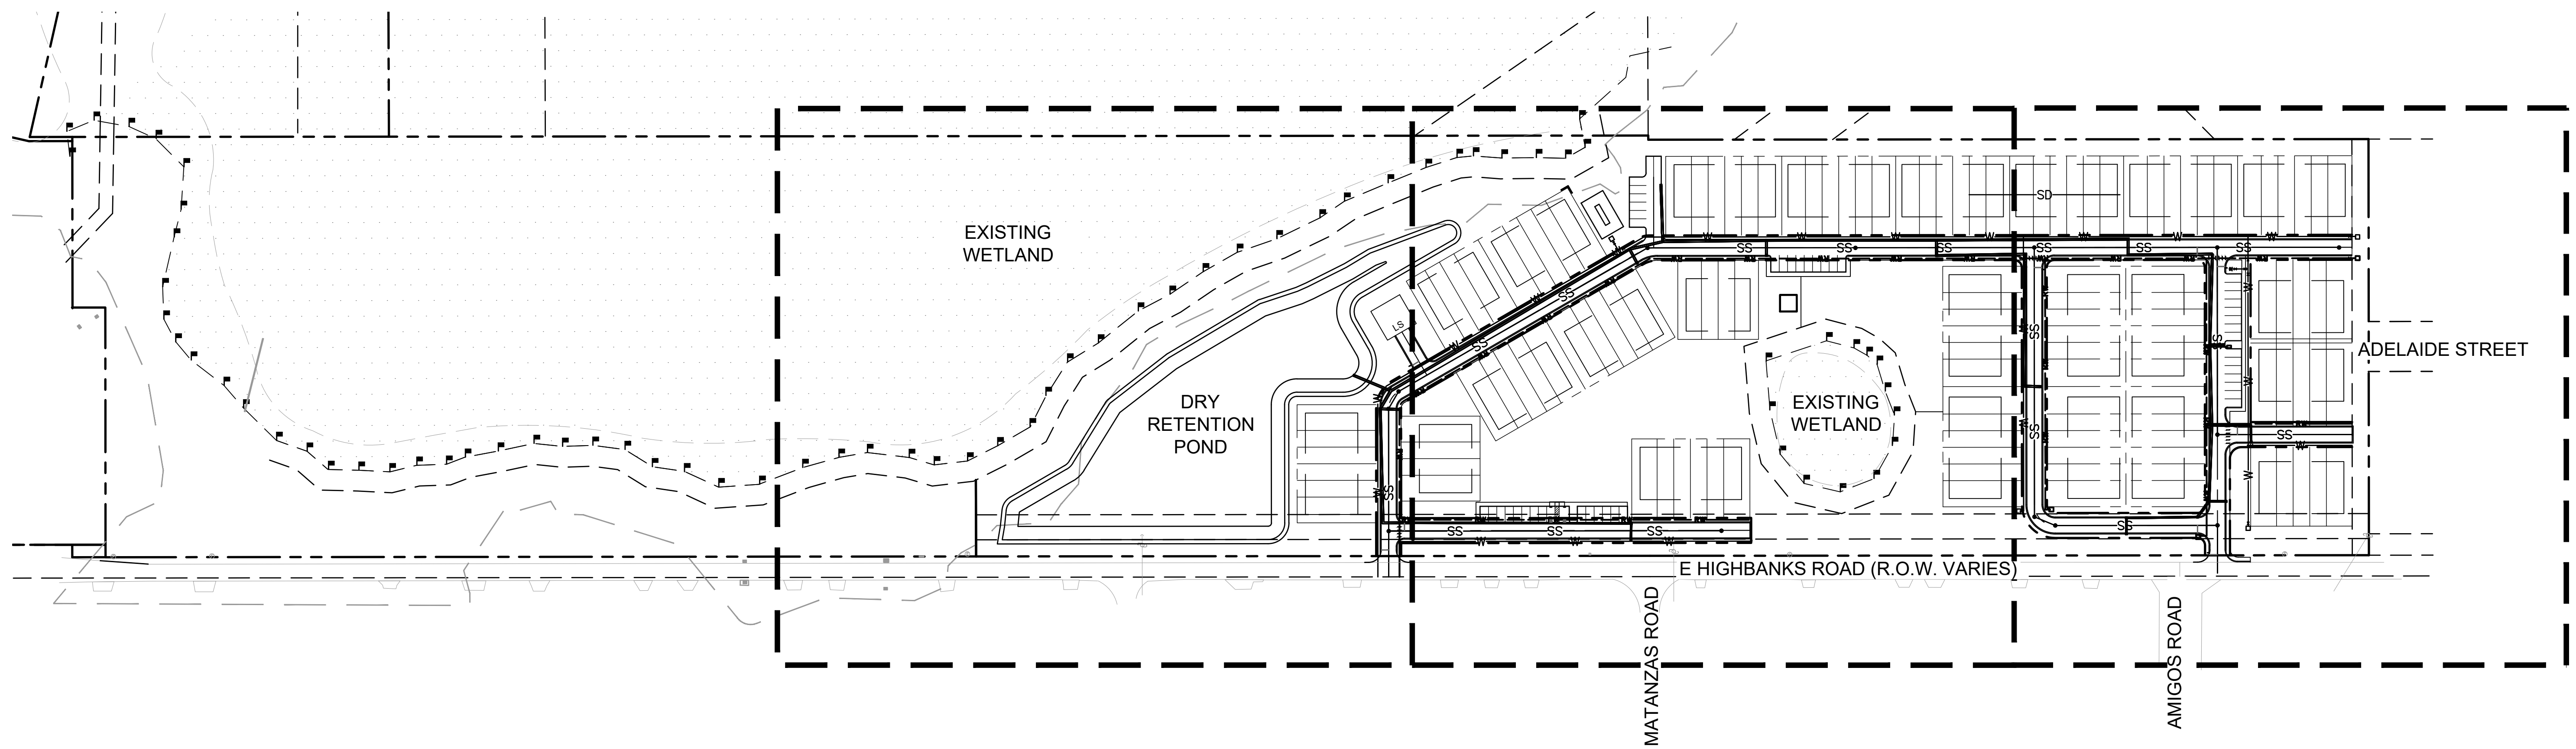 SD
W W W W W W W
SS SS SS SS SS SS
EXISTING
WETLAND
LS
W
SS
W
SS
SS
SS
W
ADELAIDE STREET
DRY
RETENTION
POND
EXISTING
WETLAND
W
W
SS
W
SS
SS
W
W
SS
SS SS SS
SS
W W
E HIGHBANKS ROAD (R.O.W. VARIES)
MATANZAS ROAD
AMIGOS ROAD